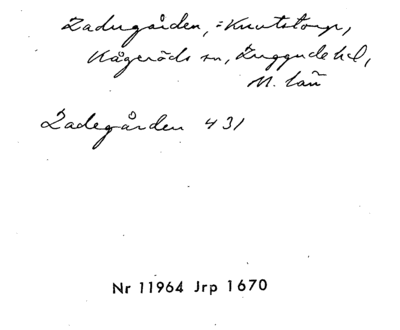 Ladugården, = Knutstorp,
Kågeröds sn, Luggude hd,
M. län
Ladegården 431
Nr 11964 Jrp 1670